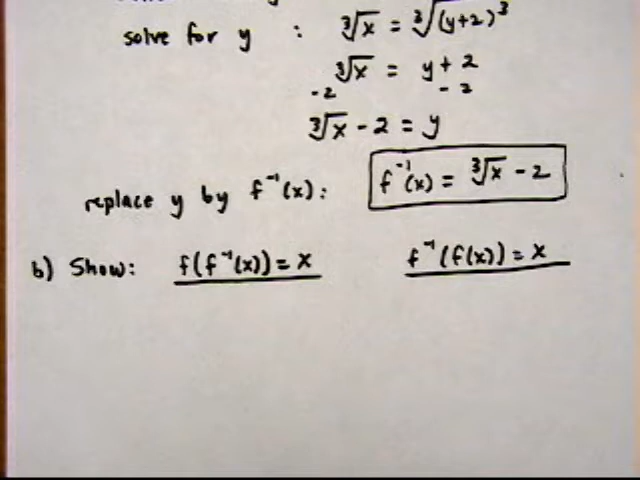 solve for y : ∛x = ∛(y+2)³
∛x = y + 2
-2 - 2
∛x - 2 = y
replace y by f⁻¹(x): f⁻¹(x) = ∛x - 2
b) Show: f(f⁻¹(x)) = x f⁻¹(f(x)) = x